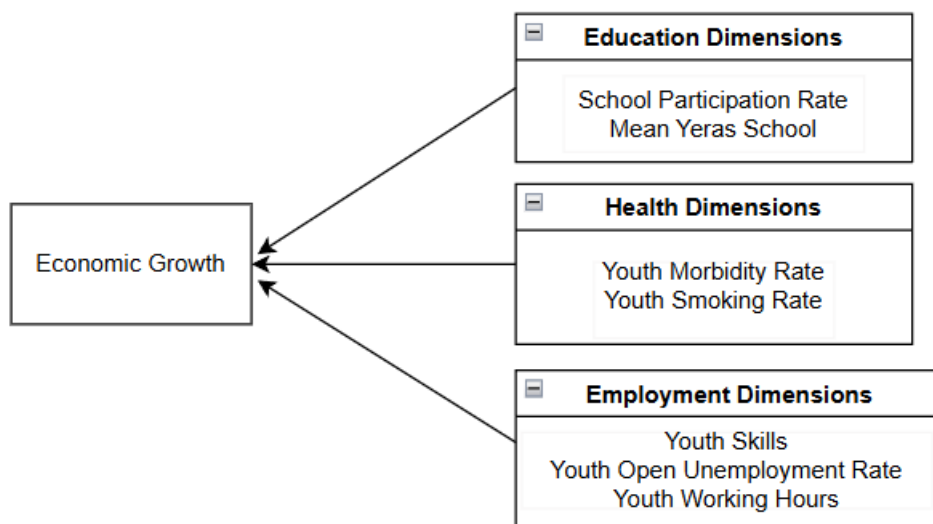 Education Dimensions
School Participation Rate
Mean Yeras School
Economic Growth
Health Dimensions
Youth Morbidity Rate
Youth Smoking Rate
Employment Dimensions
Youth Skills
Youth Open Unemployment Rate
Youth Working Hours